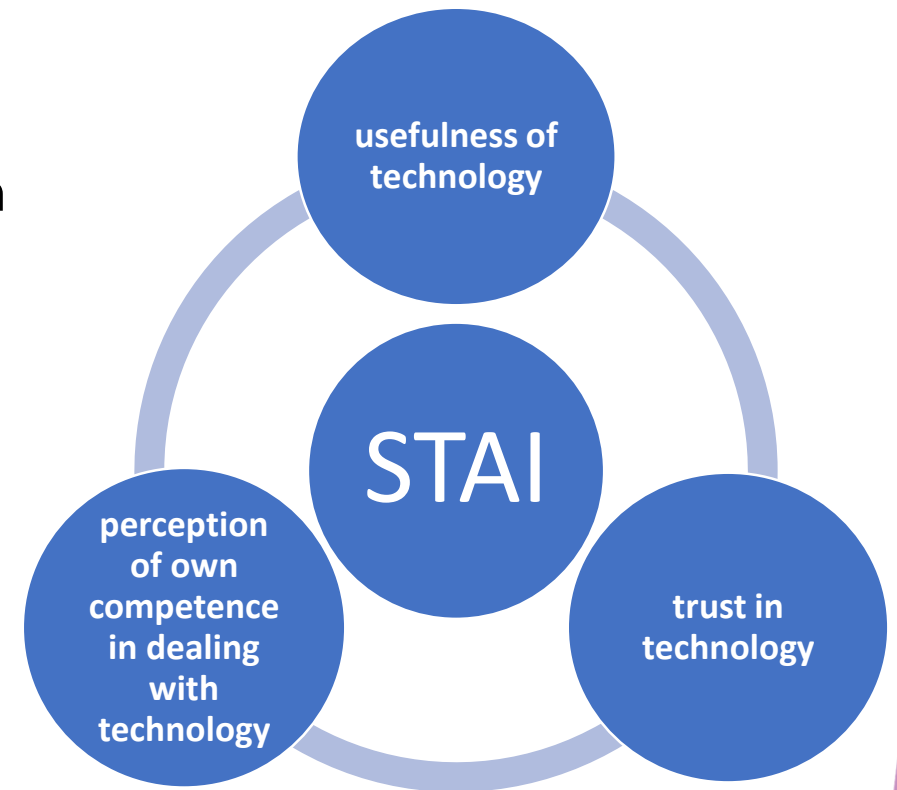 usefulness of
technology
n
STAI
perception
of own
competence
in dealing
with
technology
trust in
technology